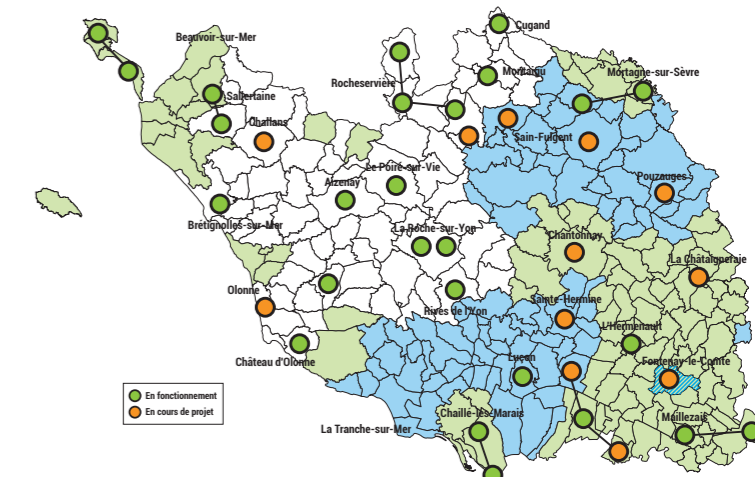 Cugand
Beauvoir-sur-Mer
Montaigu
Mortagne-sur-Sèvre
Rocheservière
Sallertaine
Challans
Sain-Fulgent
Le Poiré-sur-Vie
Pouzauges
Aizenay
Brétignolles-sur-Mer
La Roche-sur-Yon
Chantonnay
La Châtaigneraie
Olonne
Sainte-Hermine
Rives de l'Yon
L'Hermenault
Château d'Olonne
Luçon
Fontenay-le-Comte
En fonctionnement
En cours de projet
Chaillé-les-Marais
Maillezais
La Tranche-sur-Mer